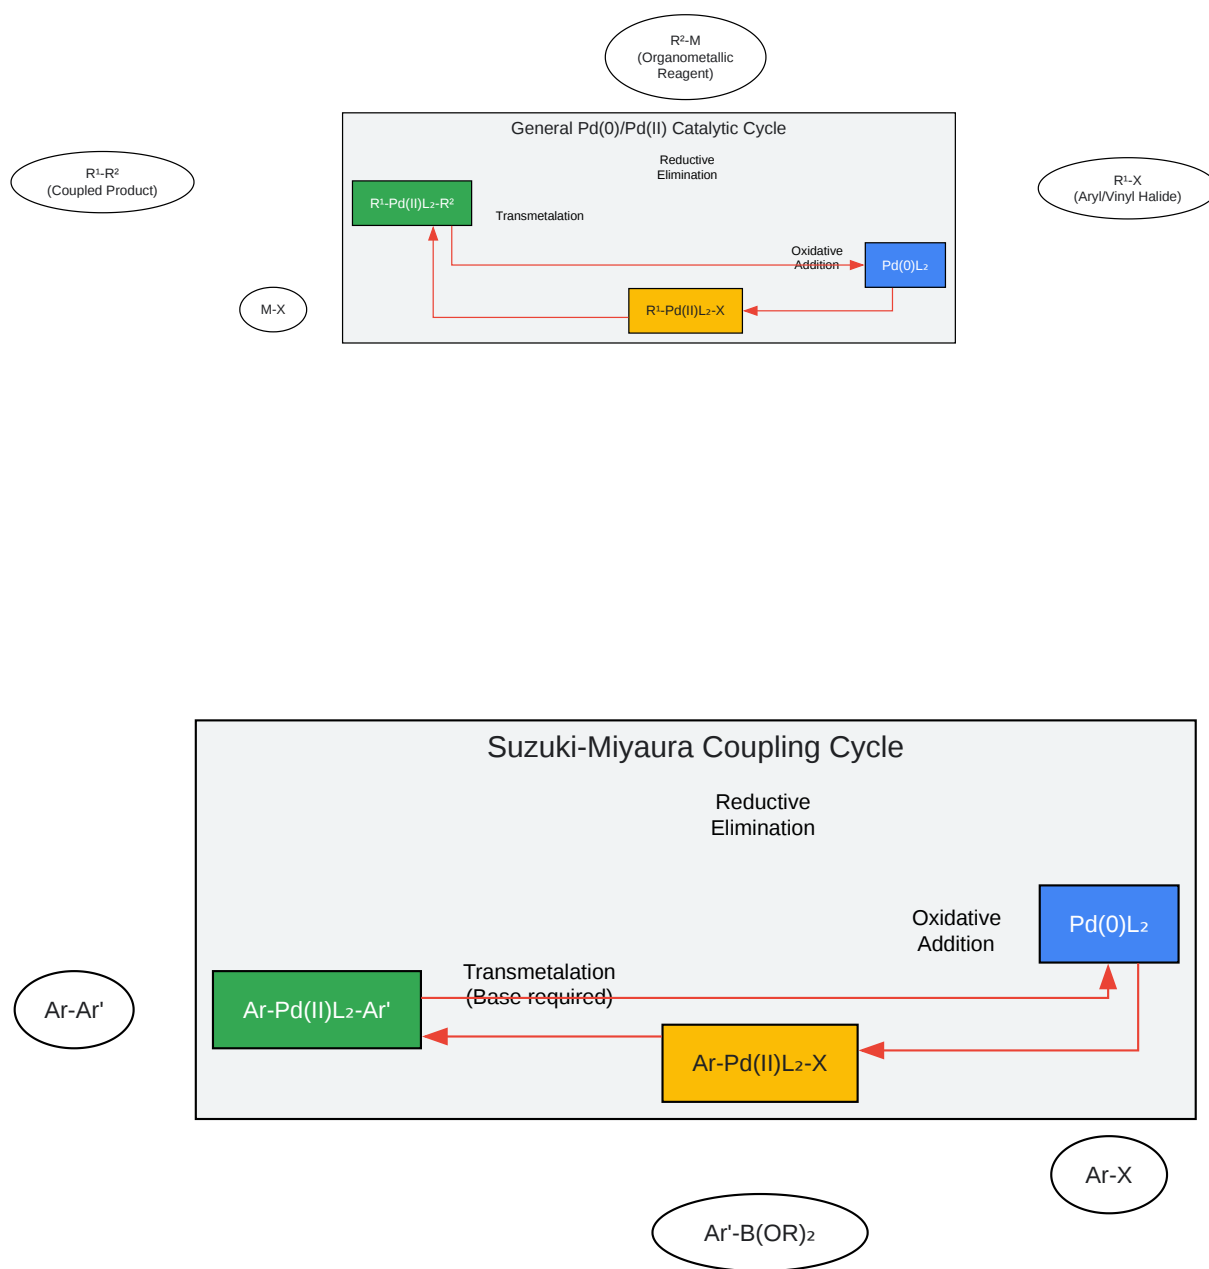 R²-M
(Organometallic
Reagent)
General Pd(0)/Pd(II) Catalytic Cycle
Reductive
Elimination
R¹-R²
(Coupled Product)
R¹-X
(Aryl/Vinyl Halide)
R¹-Pd(II)L₂-R²
Transmetalation
Oxidative
Addition
Pd(0)L₂
M-X
R¹-Pd(II)L₂-X
Suzuki-Miyaura Coupling Cycle
Reductive
Elimination
Oxidative
Addition
Pd(0)L₂
Transmetalation
(Base required)
Ar-Ar'
Ar-Pd(II)L₂-Ar'
Ar-Pd(II)L₂-X
Ar-X
Ar'-B(OR)₂